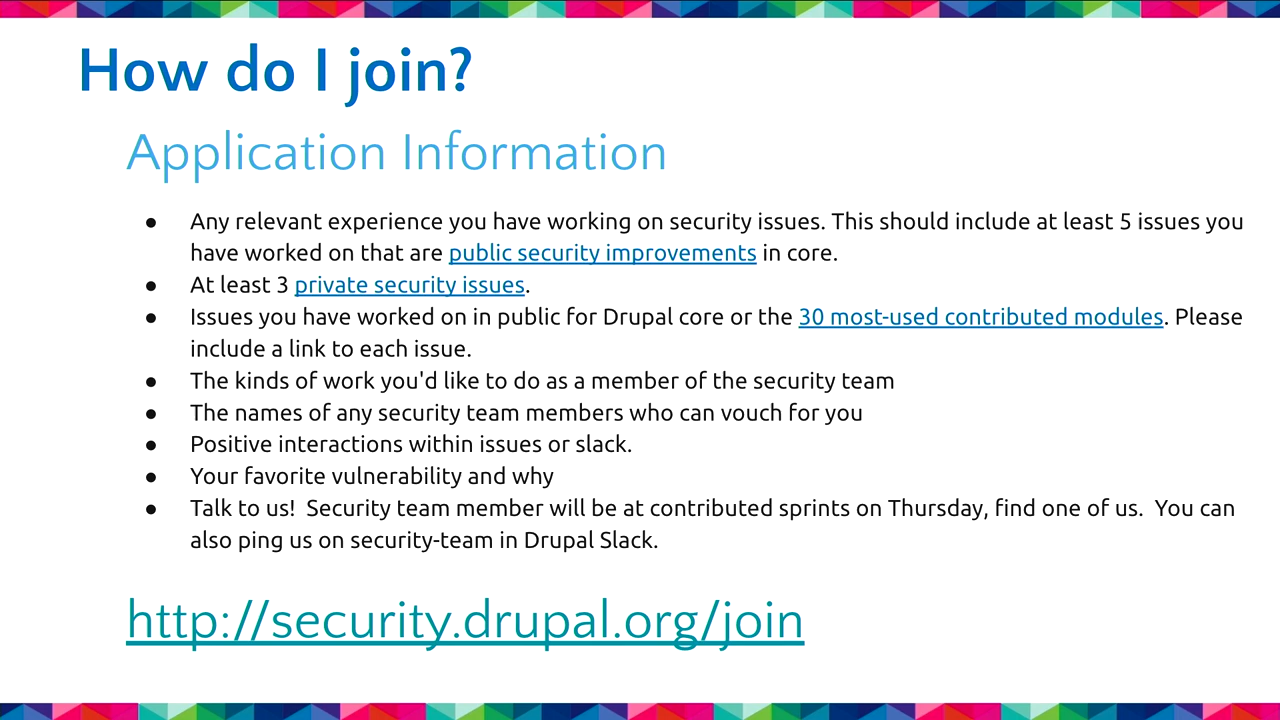 How do I join?
Application Information
● Any relevant experience you have working on security issues. This should include at least 5 issues you
have worked on that are public security improvements in core.
● At least 3 private security issues.
● Issues you have worked on in public for Drupal core or the 30 most-used contributed modules. Please
include a link to each issue.
● The kinds of work you'd like to do as a member of the security team
● The names of any security team members who can vouch for you
● Positive interactions within issues or slack.
● Your favorite vulnerability and why
● Talk to us!  Security team member will be at contributed sprints on Thursday, find one of us.  You can
also ping us on security-team in Drupal Slack.
http://security.drupal.org/join